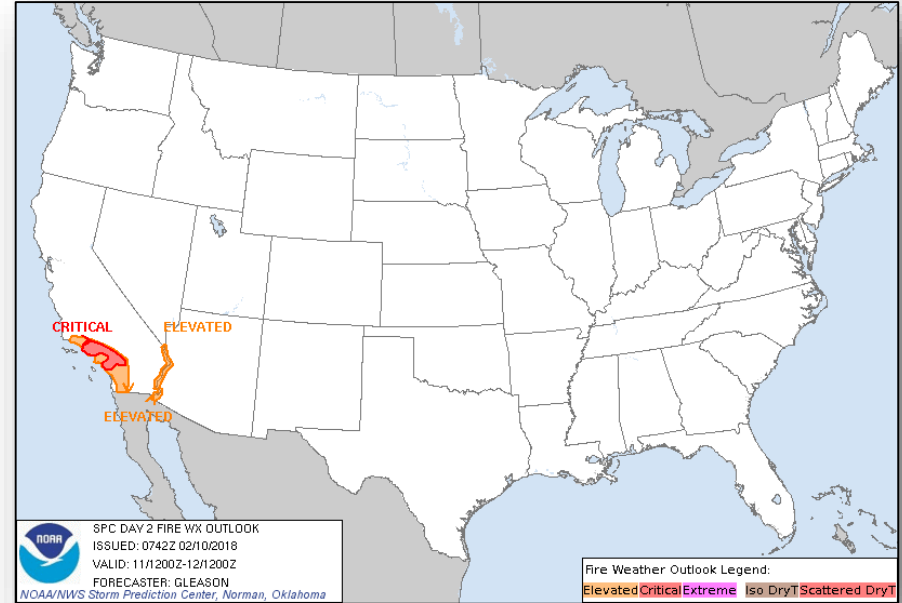 CRITICAL
ELEVATED
ELEVATED
NOAA
SPC DAY 2 FIRE WX OUTLOOK
ISSUED: 0742Z 02/10/2018
VALID: 11/1200Z-12/1200Z
FORECASTER: GLEASON
NOAA/NWS Storm Prediction Center, Norman, Oklahoma
Fire Weather Outlook Legend:
Elevated Critical Extreme Iso DryT Scattered DryT